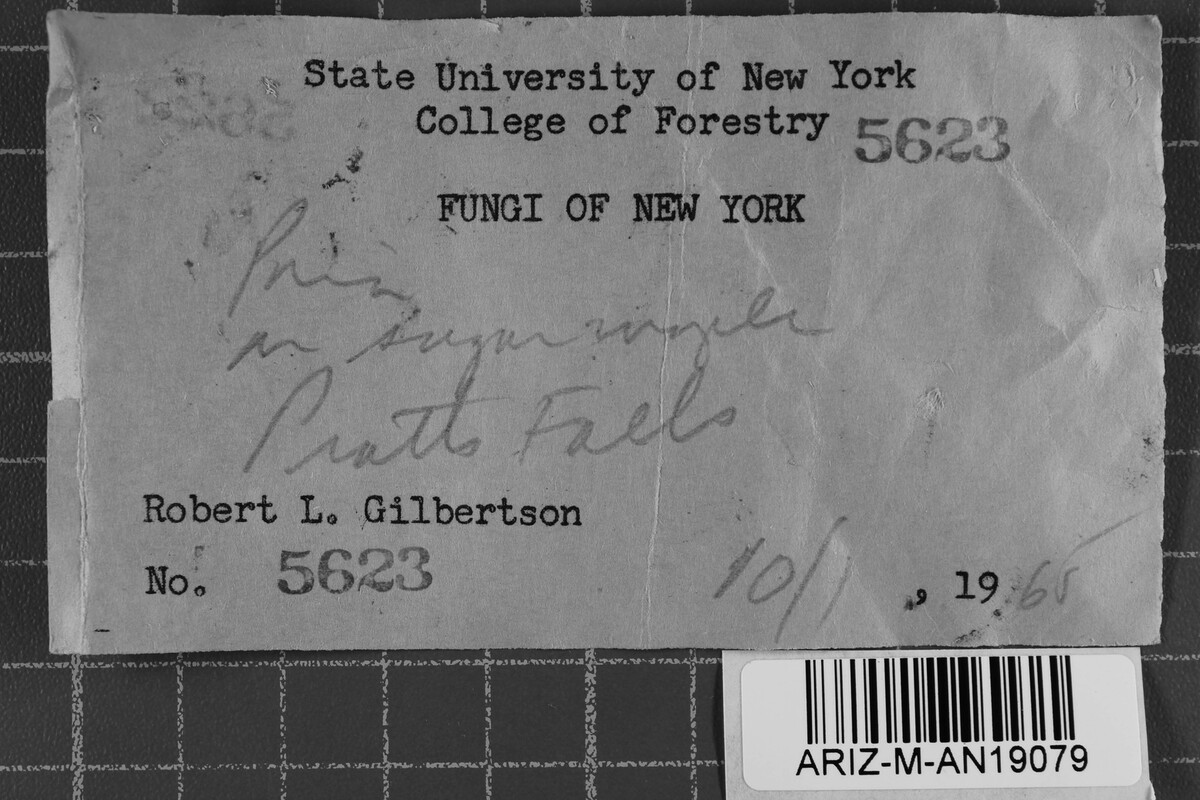 State University of New York
College of Forestry 5623
FUNGI OF NEW YORK
Poria
on sugar maple
Pratts Falls
Robert L. Gilbertson
No. 5623
10/1, 1965
ARIZ-M-AN19079